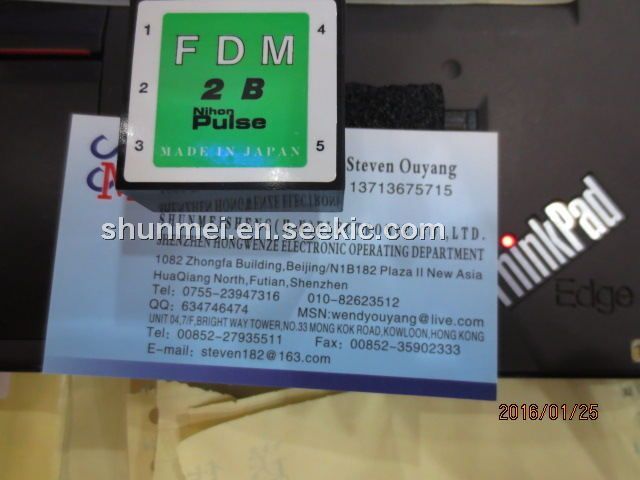 1 4
F D M
2 2 B
Nihon
Pulse
3 5
MADE IN JAPAN
Steven Ouyang
13713675715
SHENZHEN HONGWENZE ELECTRONIC
shunmei.en.seekic.com
SHENZHEN HONGWENZE ELECTRONIC OPERATING DEPARTMENT
1082 Zhongfa Building,Beijing/N1B182 Plaza II New Asia
HuaQiang North,Futian,Shenzhen
Tel: 0755-23947316 010-82623512
QQ: 634746474 MSN:wendyouyang@live.com
UNIT 04,7/F,BRIGHT WAY TOWER,NO.33 MONG KOK ROAD,KOWLOON,HONG KONG
Tel: 00852-27935511 Fax: 00852-35902333
E-mail: steven182@163.com
ThinkPad
Edge
2016/01/25